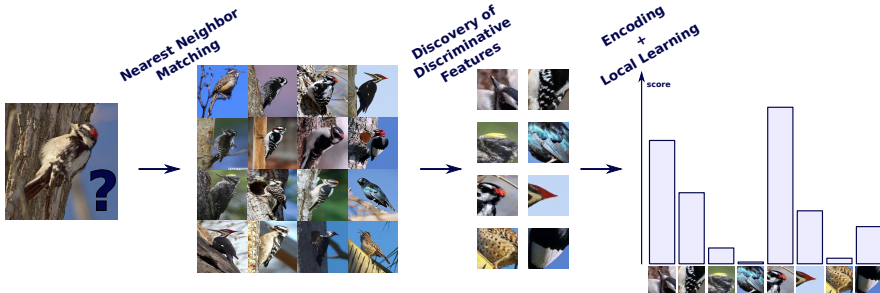 Nearest Neighbor
Matching
Discovery of
Discriminative
Features
Encoding
+
Local Learning
score
?